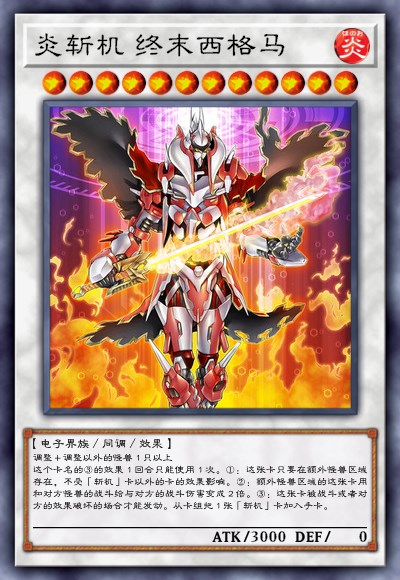 炎斩机 终末西格马
ほのお
炎
【电子界族／同调／效果】
调整＋调整以外的怪兽1只以上
这个卡名的③的效果1回合只能使用1次。①：这张卡只要在额外怪兽区域
存在，不受「斩机」卡以外的卡的效果影响。②：额外怪兽区域的这张卡用
和对方怪兽的战斗给与对方的战斗伤害变成2倍。③：这张卡被战斗或者对
方的效果破坏的场合才能发动。从卡组把1张「斩机」卡加入手卡。
ATK/3000 DEF/ 0